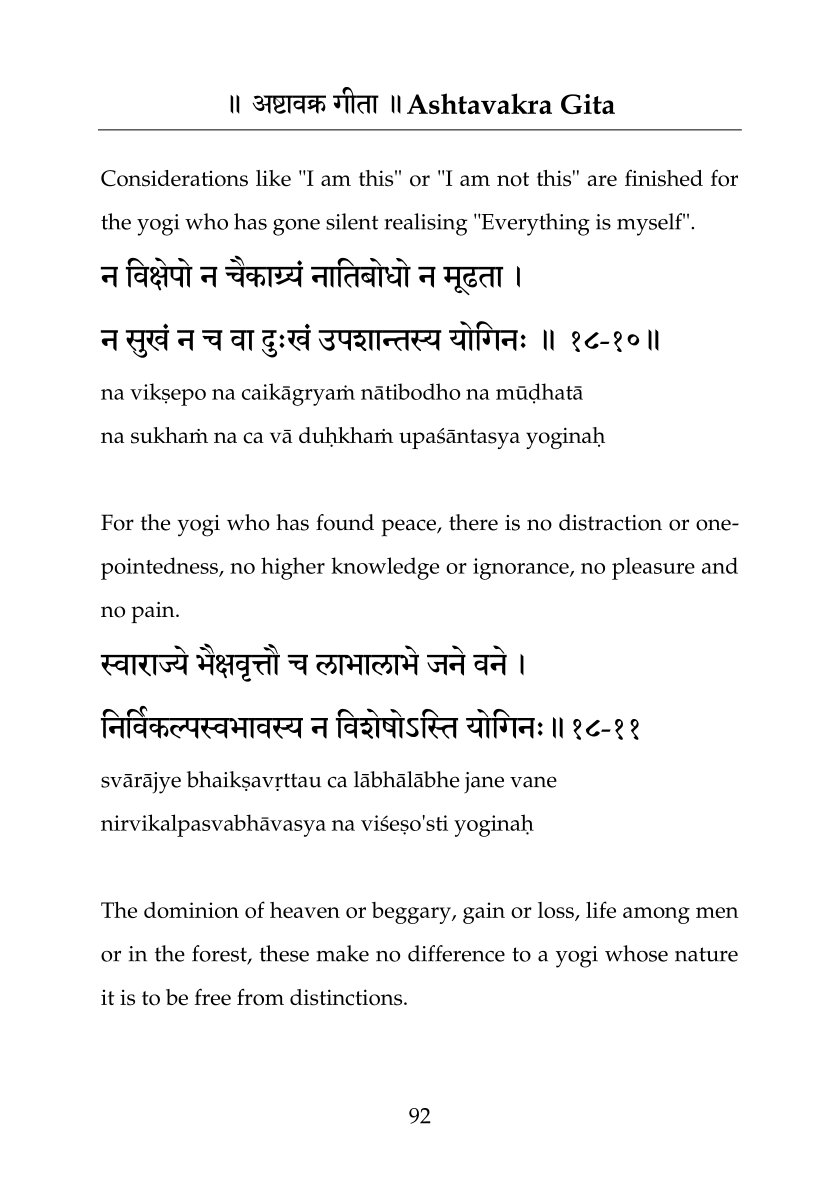 ॥ अष्टावक्र गीता ॥ Ashtavakra Gita
Considerations like "I am this" or "I am not this" are finished for
the yogi who has gone silent realising "Everything is myself".
न विक्षेपो न चैकाग्र्यं नातिबोधो न मूढता ।
न सुखं न च वा दुःखं उपशान्तस्य योगिनः ॥ १८-१०॥
na vikṣepo na caikāgryaṁ nātibodho na mūḍhatā
na sukhaṁ na ca vā duḥkhaṁ upaśāntasya yoginaḥ
For the yogi who has found peace, there is no distraction or one-
pointedness, no higher knowledge or ignorance, no pleasure and
no pain.
स्वाराज्ये भैक्षवृत्तौ च लाभालाभे जने वने ।
निर्विकल्पस्वभावस्य न विशेषोऽस्ति योगिनः॥ १८-११
svārājye bhaikṣavṛttau ca lābhālābhe jane vane
nirvikalpasvabhāvasya na viśeṣo'sti yoginaḥ
The dominion of heaven or beggary, gain or loss, life among men
or in the forest, these make no difference to a yogi whose nature
it is to be free from distinctions.
92